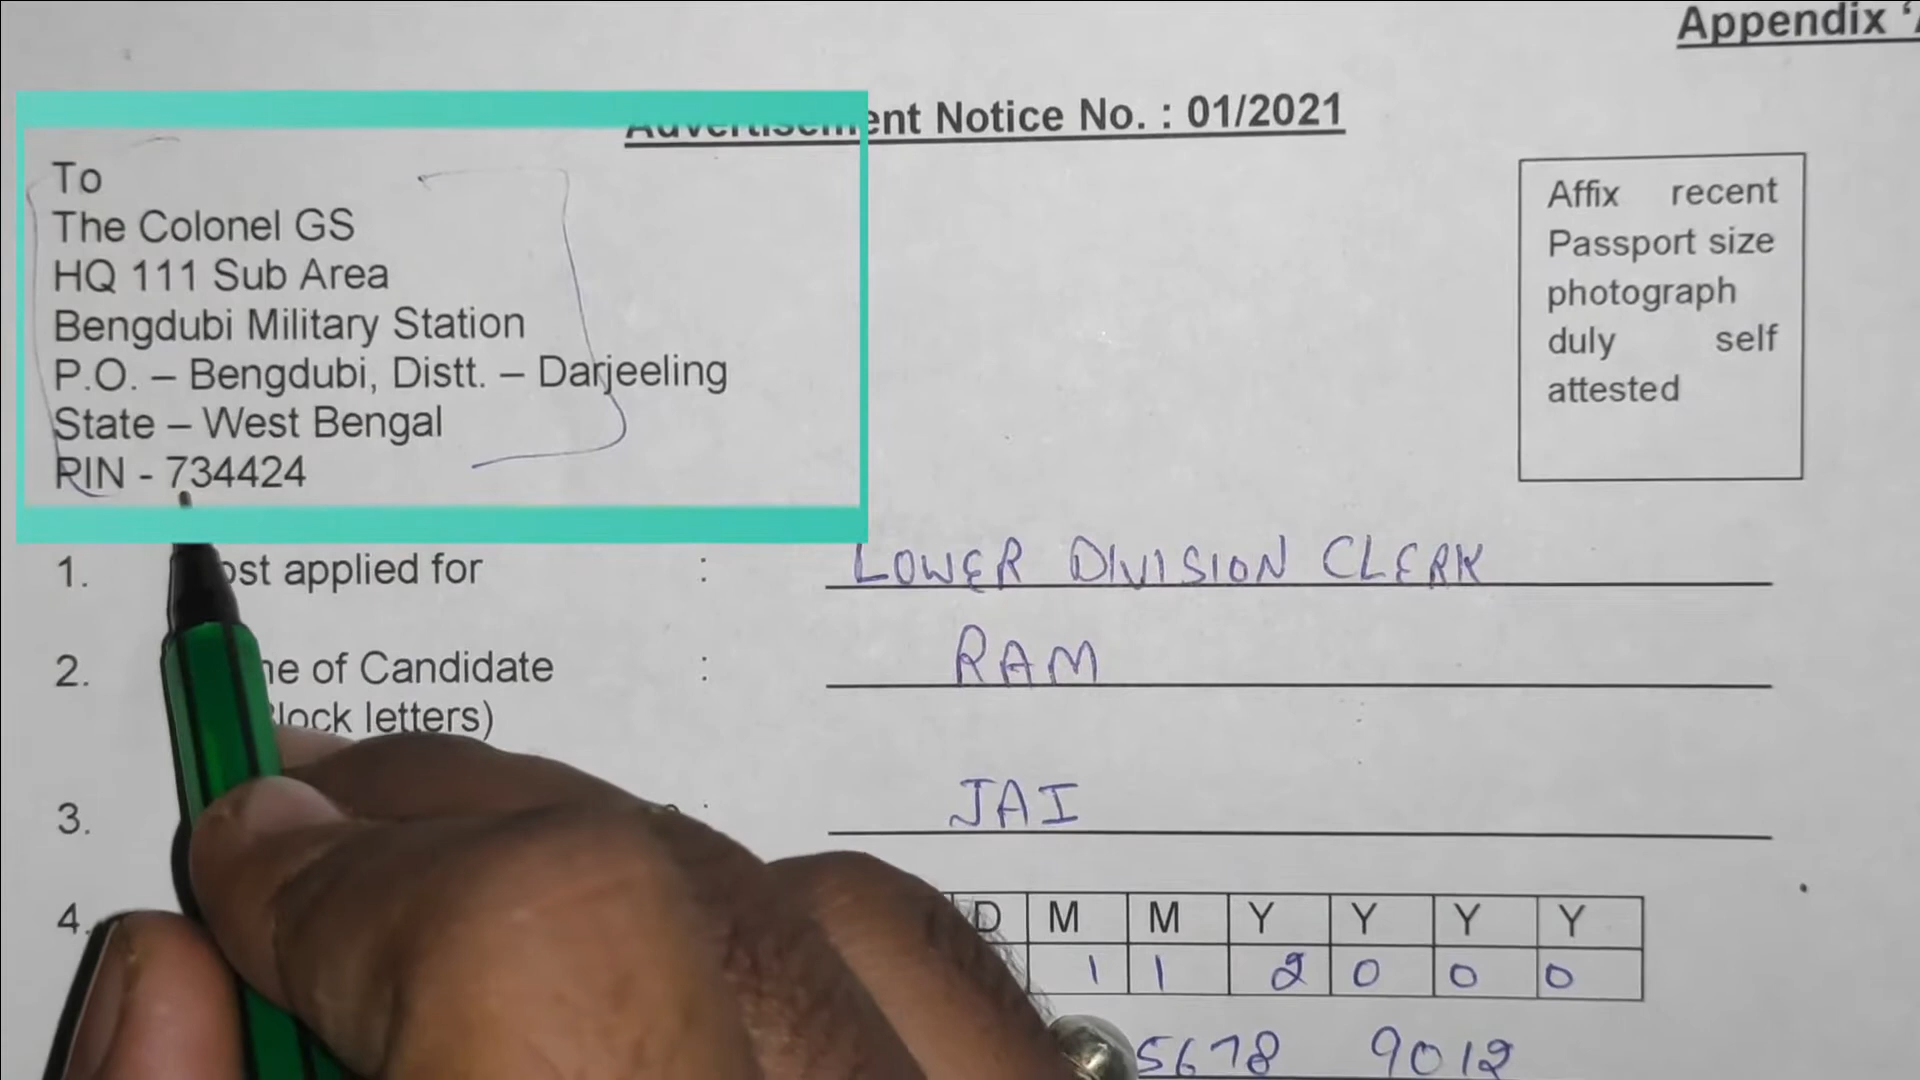 Appendix ‘
Advertisement Notice No. : 01/2021
To
The Colonel GS
HQ 111 Sub Area
Bengdubi Military Station
P.O. – Bengdubi, Distt. – Darjeeling
State – West Bengal
PIN - 734424
Affix recent
Passport size
photograph
duly self
attested
1. ost applied for : LOWER DIVISION CLERK
2. ne of Candidate : RAM
lock letters)
3. : JAI
4. D M M Y Y Y Y
1 1 2 0 0 0
5678 9012